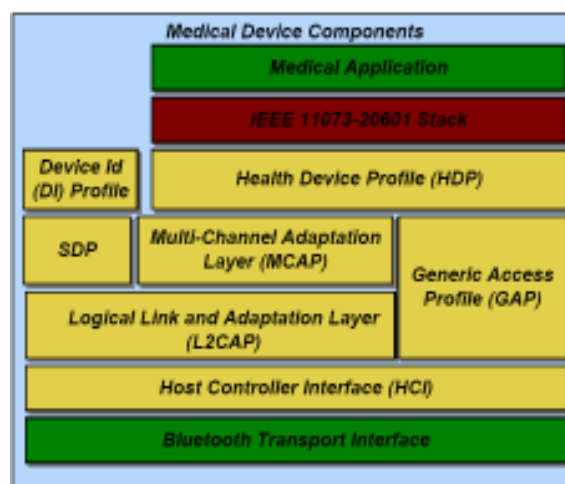 Medical Device Components
Medical Application
IEEE 11073-20601 Stack
Device Id
(DI) Profile
Health Device Profile (HDP)
SDP
Multi-Channel Adaptation
Layer (MCAP)
Generic Access
Profile (GAP)
Logical Link and Adaptation Layer
(L2CAP)
Host Controller Interface (HCI)
Bluetooth Transport Interface